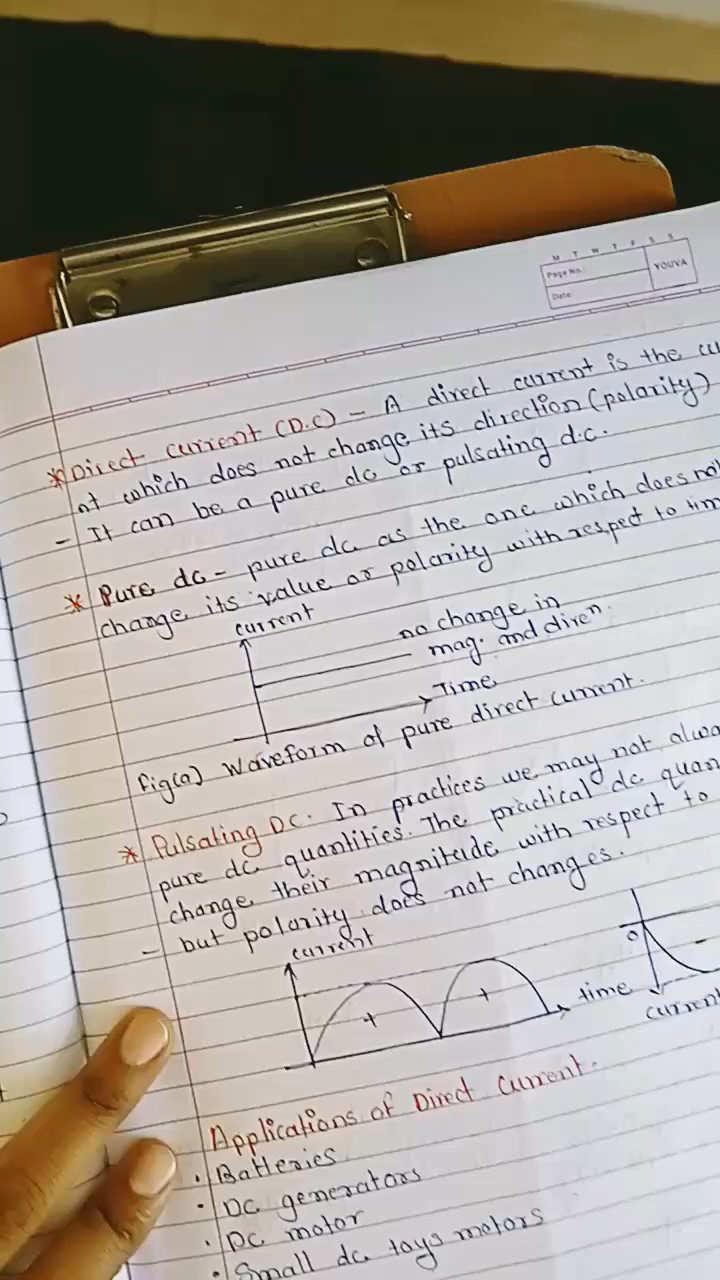 M T W T F S S
Page No.:
YOUVA
Date:
* Direct current (D.C) - A direct current is the cu
nt which does not change its direction (polarity)
- It can be a pure dc or pulsating d.c.
* Pure dc - pure dc as the one which does not
change its value or polarity with respect to tim
current
no change in
mag. and diren.
Time
fig(a) Waveform of pure direct current.
* Pulsating DC. In practices we may not alwa
pure dc quantities. The practical dc quan
change their magnitude with respect to
- but polarity does not changes.
current
+
+
time
0
-
current
Applications of Direct Current.
. Batteries
. DC generators
. DC motor
. Small dc toys motors